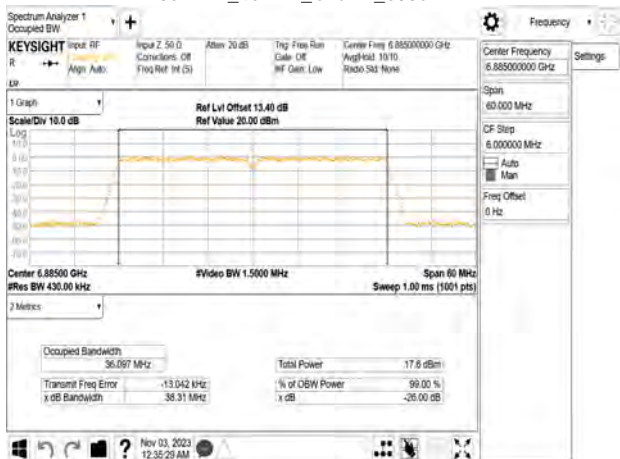 Spectrum Analyzer 1
Occupied BW
KEYSIGHT
R
Input: RF
Align: Auto
Input Z: 50 Ω
Corrections: Off
Freq Ref: Int (S)
Atten: 20 dB
Trig: Free Run
Gate: Off
#IF Gain: Low
Center Freq: 6.885000000 GHz
Avg|Hold: 10/10
Radio Std: None
Frequency
Settings
Center Frequency
6.885000000 GHz
Span
60.000 MHz
CF Step
6.000000 MHz
Auto
Man
Freq Offset
0 Hz
1 Graph
Scale/Div 10.0 dB
Ref Lvl Offset 13.40 dB
Ref Value 20.00 dBm
Log
10.0
0.00
Center 6.88500 GHz
#Res BW 430.00 kHz
#Video BW 1.5000 MHz
Span 60 MHz
Sweep 1.00 ms (1001 pts)
2 Metrics
Occupied Bandwidth
36.097 MHz
Total Power
17.6 dBm
Transmit Freq Error
-13.042 kHz
% of OBW Power
99.00 %
x dB Bandwidth
38.31 MHz
x dB
-26.00 dB
?
Nov 03, 2023
12:35:29 AM